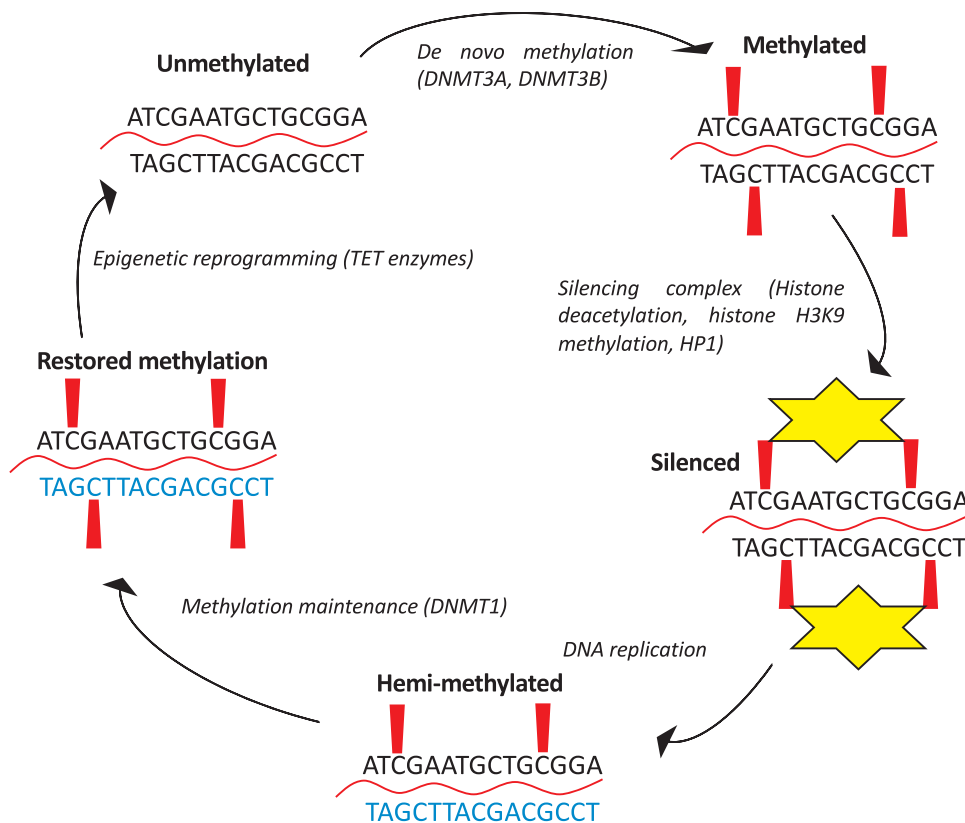 Unmethylated
ATCGAATGCTGCGGA
TAGCTTACGACGCCT
De novo methylation
(DNMT3A, DNMT3B)
Methylated
ATCGAATGCTGCGGA
TAGCTTACGACGCCT
Silencing complex (Histone
deacetylation, histone H3K9
methylation, HP1)
Silenced
ATCGAATGCTGCGGA
TAGCTTACGACGCCT
DNA replication
Hemi-methylated
ATCGAATGCTGCGGA
TAGCTTACGACGCCT
Methylation maintenance (DNMT1)
Restored methylation
ATCGAATGCTGCGGA
TAGCTTACGACGCCT
Epigenetic reprogramming (TET enzymes)